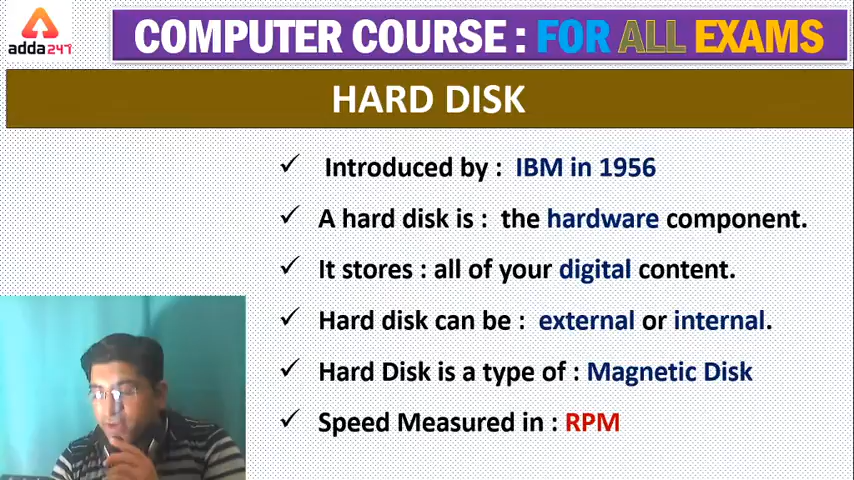 adda247
COMPUTER COURSE : FOR ALL EXAMS
HARD DISK
✓ Introduced by : IBM in 1956
✓ A hard disk is : the hardware component.
✓ It stores : all of your digital content.
✓ Hard disk can be : external or internal.
✓ Hard Disk is a type of : Magnetic Disk
✓ Speed Measured in : RPM